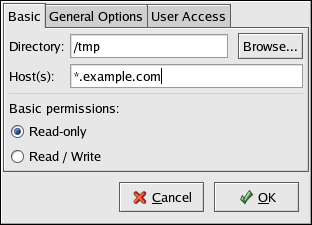 Basic General Options User Access
Directory: /tmp Browse...
Host(s): *.example.com
Basic permissions:
Read-only
Read / Write
Cancel OK